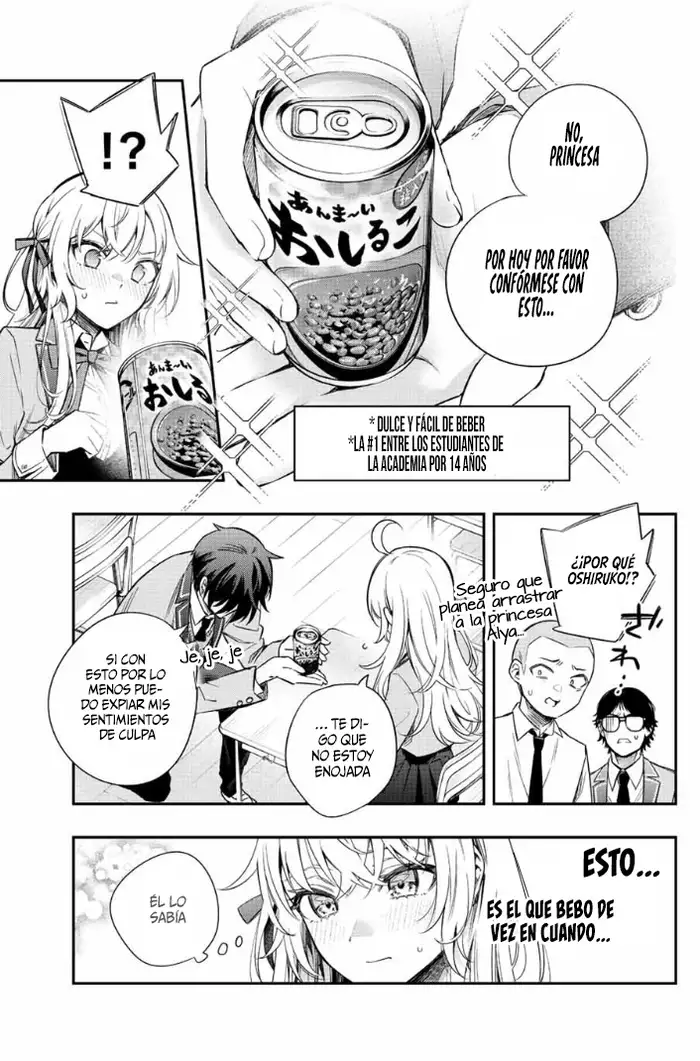 NO,
PRINCESA
POR HOY POR FAVOR
CONFÓRMESE CON
ESTO...
あんま〜い
おしるこ
* DULCE Y FÁCIL DE BEBER
*LA #1 ENTRE LOS ESTUDIANTES DE
LA ACADEMIA POR 14 AÑOS
!?
あんま〜い
おしるこ
¿¡POR QUÉ
OSHIRUKO!?
ざわ…
Seguro que
planea arrastrar
a la princesa
Alya...
Je, je, je
SI CON
ESTO POR LO
MENOS PUE-
DO EXPIAR MIS
SENTIMIENTOS
DE CULPA
... TE DI-
GO QUE
NO ESTOY
ENOJADA
ESTO...
ES EL QUE BEBO DE
VEZ EN CUANDO...
ÉL LO
SABÍA